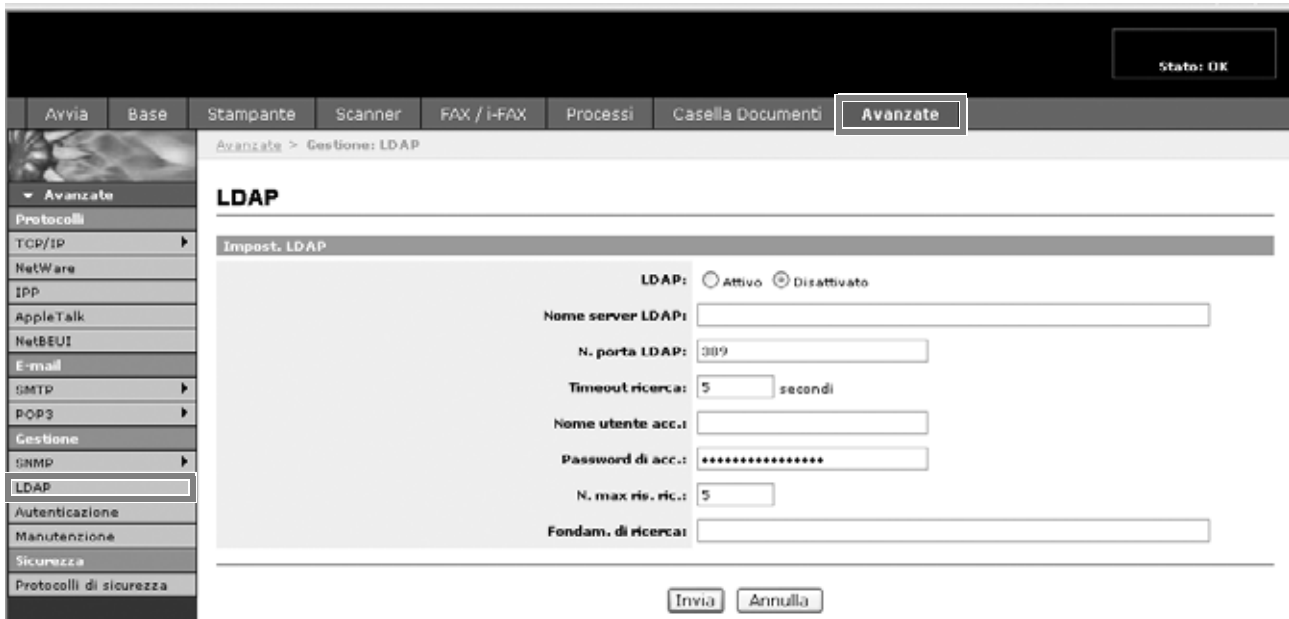 Stato: OK
Avvia Base Stampante Scanner FAX / i-FAX Processi Casella Documenti Avanzate
Avanzate > Gestione: LDAP
Avanzate
Protocolli
TCP/IP
NetWare
IPP
AppleTalk
NetBEUI
E-mail
SMTP
POP3
Gestione
SNMP
LDAP
Autenticazione
Manutenzione
Sicurezza
Protocolli di sicurezza
LDAP
Impost. LDAP
LDAP: Attivo Disattivato
Nome server LDAP:
N. porta LDAP: 389
Timeout ricerca: 5 secondi
Nome utente acc.:
Password di acc.: ••••••••••••••••
N. max ris. ric.: 5
Fondam. di ricerca:
Invia Annulla